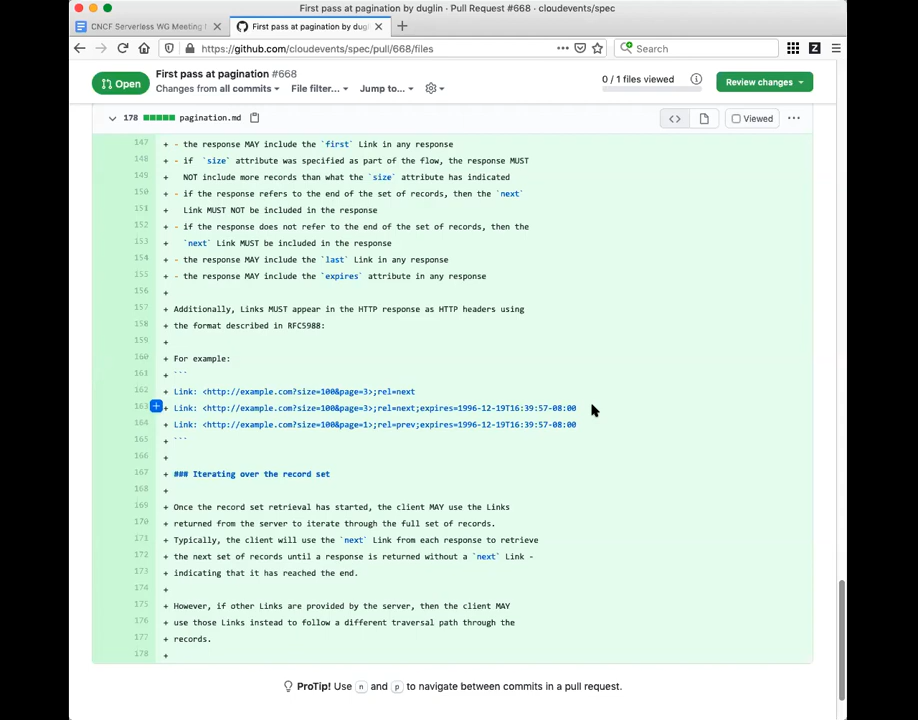 First pass at pagination by duglin · Pull Request #668 · cloudevents/spec
CNCF Serverless WG Meeting
First pass at pagination by dugli
https://github.com/cloudevents/spec/pull/668/files
Search
Open
First pass at pagination #668
Changes from all commits
File filter...
Jump to...
0 / 1 files viewed
Review changes
178 pagination.md
Viewed
147 + - the response MAY include the `first` Link in any response
148 + - if `size` attribute was specified as part of the flow, the response MUST
149 + NOT include more records than what the `size` attribute has indicated
150 + - if the response refers to the end of the set of records, then the `next`
151 + Link MUST NOT be included in the response
152 + - if the response does not refer to the end of the set of records, then the
153 + `next` Link MUST be included in the response
154 + - the response MAY include the `last` Link in any response
155 + - the response MAY include the `expires` attribute in any response
156 +
157 + Additionally, Links MUST appear in the HTTP response as HTTP headers using
158 + the format described in RFC5988:
159 +
160 + For example:
161 + ```
162 + Link: <http://example.com?size=100&page=3>;rel=next
163 + Link: <http://example.com?size=100&page=3>;rel=next;expires=1996-12-19T16:39:57-08:00
164 + Link: <http://example.com?size=100&page=1>;rel=prev;expires=1996-12-19T16:39:57-08:00
165 + ```
166 +
167 + ### Iterating over the record set
168 +
169 + Once the record set retrieval has started, the client MAY use the Links
170 + returned from the server to iterate through the full set of records.
171 + Typically, the client will use the `next` Link from each response to retrieve
172 + the next set of records until a response is returned without a `next` Link -
173 + indicating that it has reached the end.
174 +
175 + However, if other Links are provided by the server, then the client MAY
176 + use those Links instead to follow a different traversal path through the
177 + records.
178 +
ProTip! Use n and p to navigate between commits in a pull request.